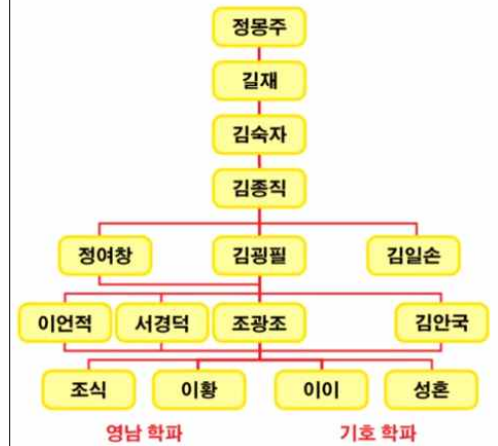 정몽주
길재
김숙자
김종직
정여창 김굉필 김일손
이언적 서경덕 조광조 김안국
조식 이황 이이 성혼
영남 학파 기호 학파